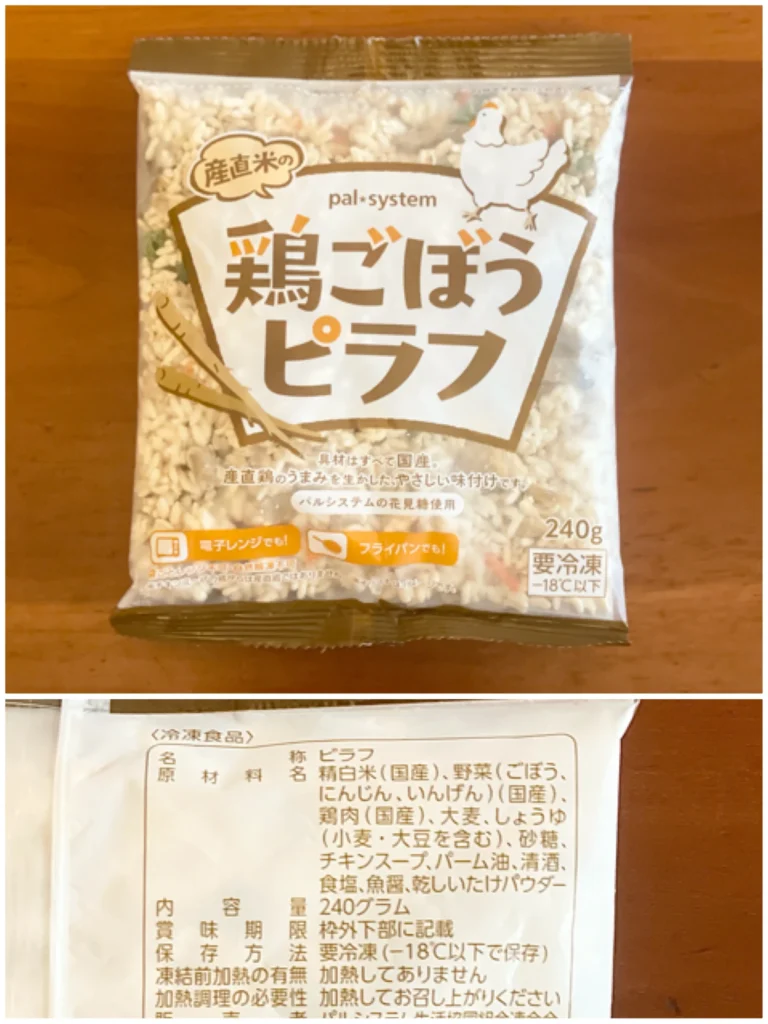 産直米の
pal*system
鶏ごぼう
ピラフ
具材はすべて国産。
産直鶏のうまみを生かした、やさしい味付けです。
パルシステムの花見糖使用
電子レンジでも!
フライパンでも!
240g
要冷凍
−18℃以下
〈冷凍食品〉
名称 ピラフ
原材料名 精白米(国産)、野菜(ごぼう、
にんじん、いんげん)(国産)、
鶏肉(国産)、大麦、しょうゆ
(小麦・大豆を含む)、砂糖、
チキンスープ、パーム油、清酒、
食塩、魚醤、乾しいたけパウダー
内容量 240グラム
賞味期限 枠外下部に記載
保存方法 要冷凍(−18℃以下で保存)
凍結前加熱の有無 加熱してありません
加熱調理の必要性 加熱してお召し上がりください